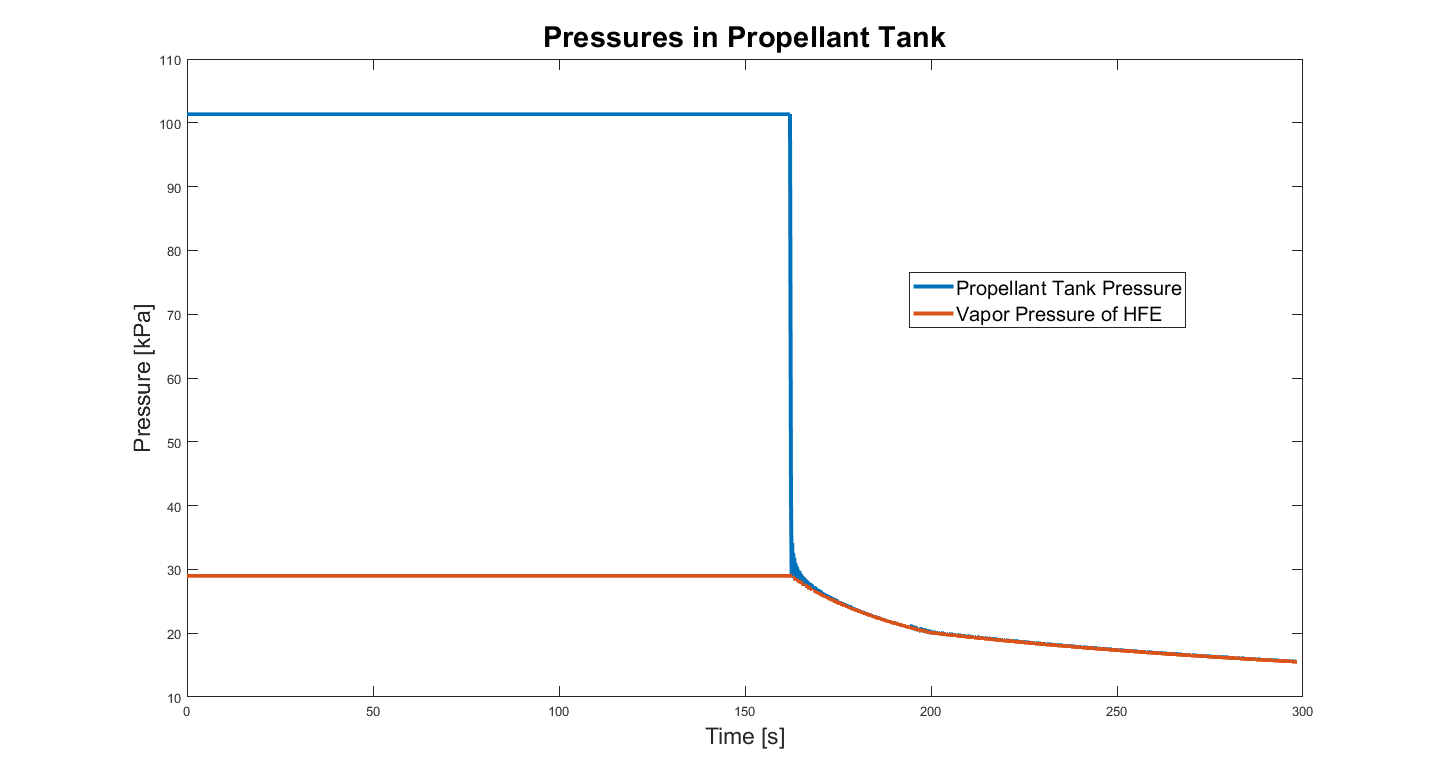 Pressures in Propellant Tank
110
100
90
80
70
60
50
40
30
20
10
Pressure [kPa]
Propellant Tank Pressure
Vapor Pressure of HFE
0 50 100 150 200 250 300
Time [s]